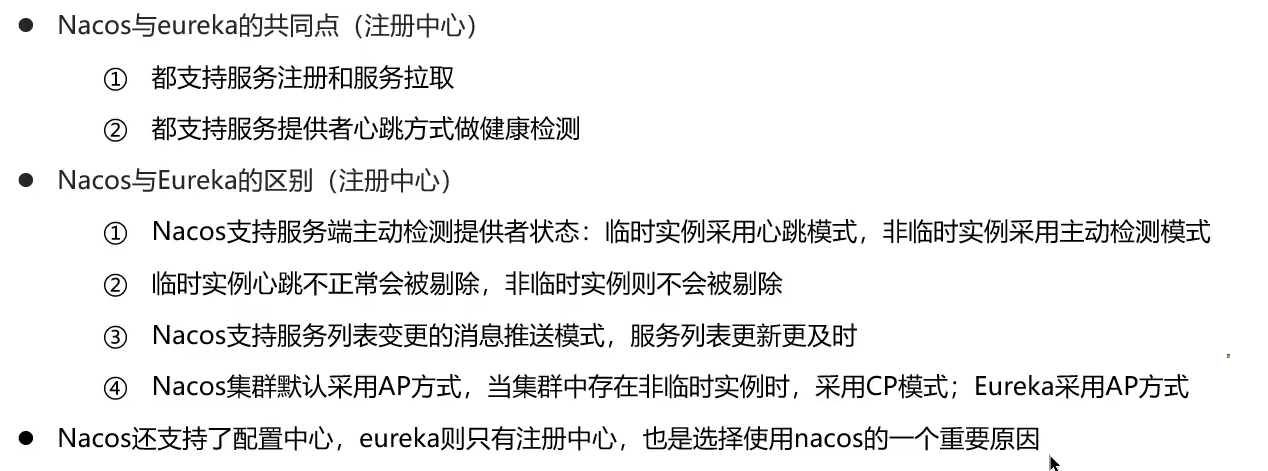 ● Nacos与eureka的共同点（注册中心）
① 都支持服务注册和服务拉取
② 都支持服务提供者心跳方式做健康检测
● Nacos与Eureka的区别（注册中心）
① Nacos支持服务端主动检测提供者状态：临时实例采用心跳模式，非临时实例采用主动检测模式
② 临时实例心跳不正常会被剔除，非临时实例则不会被剔除
③ Nacos支持服务列表变更的消息推送模式，服务列表更新更及时
④ Nacos集群默认采用AP方式，当集群中存在非临时实例时，采用CP模式；Eureka采用AP方式
● Nacos还支持了配置中心，eureka则只有注册中心，也是选择使用nacos的一个重要原因